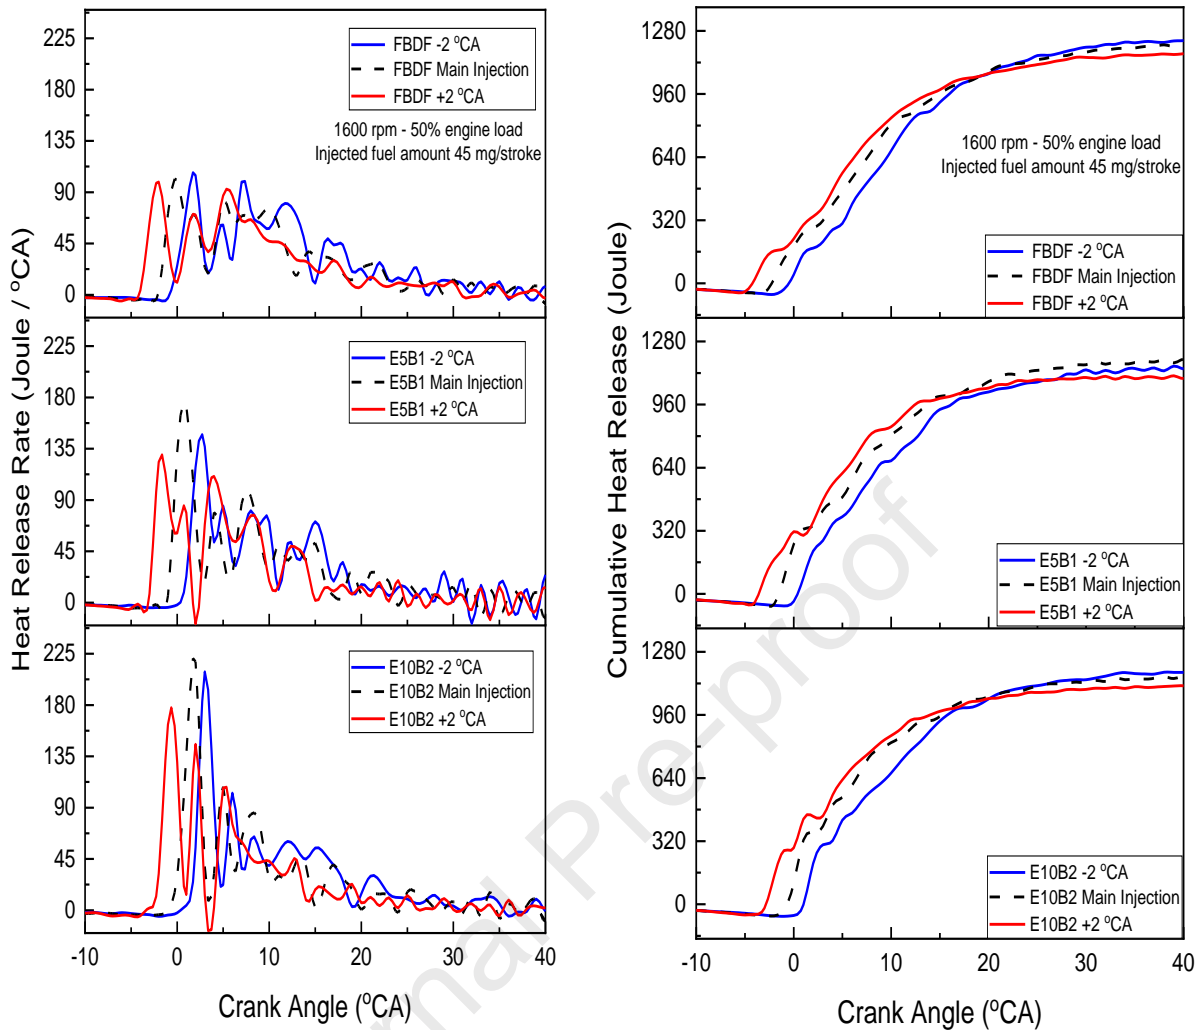 Heat Release Rate (Joule / °CA)
225
180
135
90
45
0
FBDF -2 °CA
FBDF Main Injection
FBDF +2 °CA
1600 rpm - 50% engine load
Injected fuel amount 45 mg/stroke
225
180
135
90
45
0
E5B1 -2 °CA
E5B1 Main Injection
E5B1 +2 °CA
225
180
135
90
45
0
E10B2 -2 °CA
E10B2 Main Injection
E10B2 +2 °CA
-10 0 10 20 30 40
Crank Angle (°CA)
Cumulative Heat Release (Joule)
1280
960
640
320
0
1600 rpm - 50% engine load
Injected fuel amount 45 mg/stroke
FBDF -2 °CA
FBDF Main Injection
FBDF +2 °CA
1280
960
640
320
0
E5B1 -2 °CA
E5B1 Main Injection
E5B1 +2 °CA
1280
960
640
320
0
E10B2 -2 °CA
E10B2 Main Injection
E10B2 +2 °CA
-10 0 10 20 30 40
Crank Angle (°CA)
rnal Pre-proof